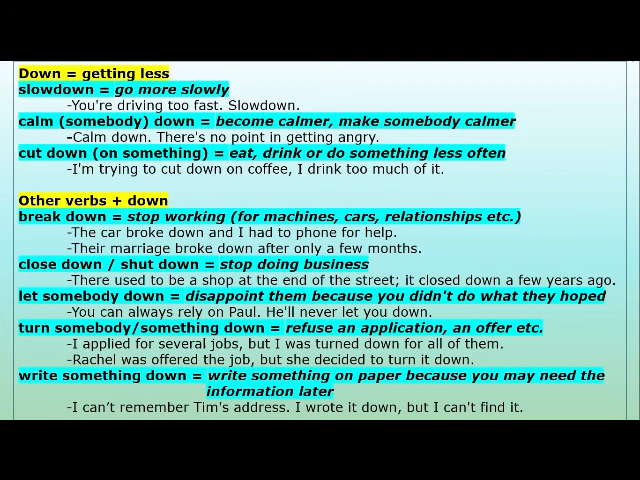 Down = getting less
slowdown = go more slowly
-You're driving too fast. Slowdown.
calm (somebody) down = become calmer, make somebody calmer
-Calm down. There's no point in getting angry.
cut down (on something) = eat, drink or do something less often
-I'm trying to cut down on coffee, I drink too much of it.
Other verbs + down
break down = stop working (for machines, cars, relationships etc.)
-The car broke down and I had to phone for help.
-Their marriage broke down after only a few months.
close down / shut down = stop doing business
-There used to be a shop at the end of the street; it closed down a few years ago.
let somebody down = disappoint them because you didn't do what they hoped
-You can always rely on Paul. He'll never let you down.
turn somebody/something down = refuse an application, an offer etc.
-I applied for several jobs, but I was turned down for all of them.
-Rachel was offered the job, but she decided to turn it down.
write something down = write something on paper because you may need the
information later
-I can’t remember Tim's address. I wrote it down, but I can't find it.